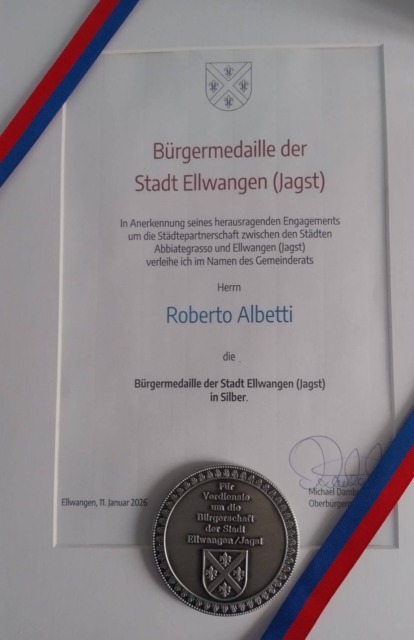 Bürgermedaille der
Stadt Ellwangen (Jagst)
In Anerkennung seines herausragenden Engagements
um die Städtepartnerschaft zwischen den Städten
Abbiategrasso und Ellwangen (Jagst)
verleihe ich im Namen des Gemeinderats
Herrn
Roberto Albetti
die
Bürgermedaille der Stadt Ellwangen (Jagst)
in Silber.
Ellwangen, 11. Januar 2026
Michael
Für
Verdienste
um die
Bürgerschaft
der Stadt
Ellwangen/Jagst